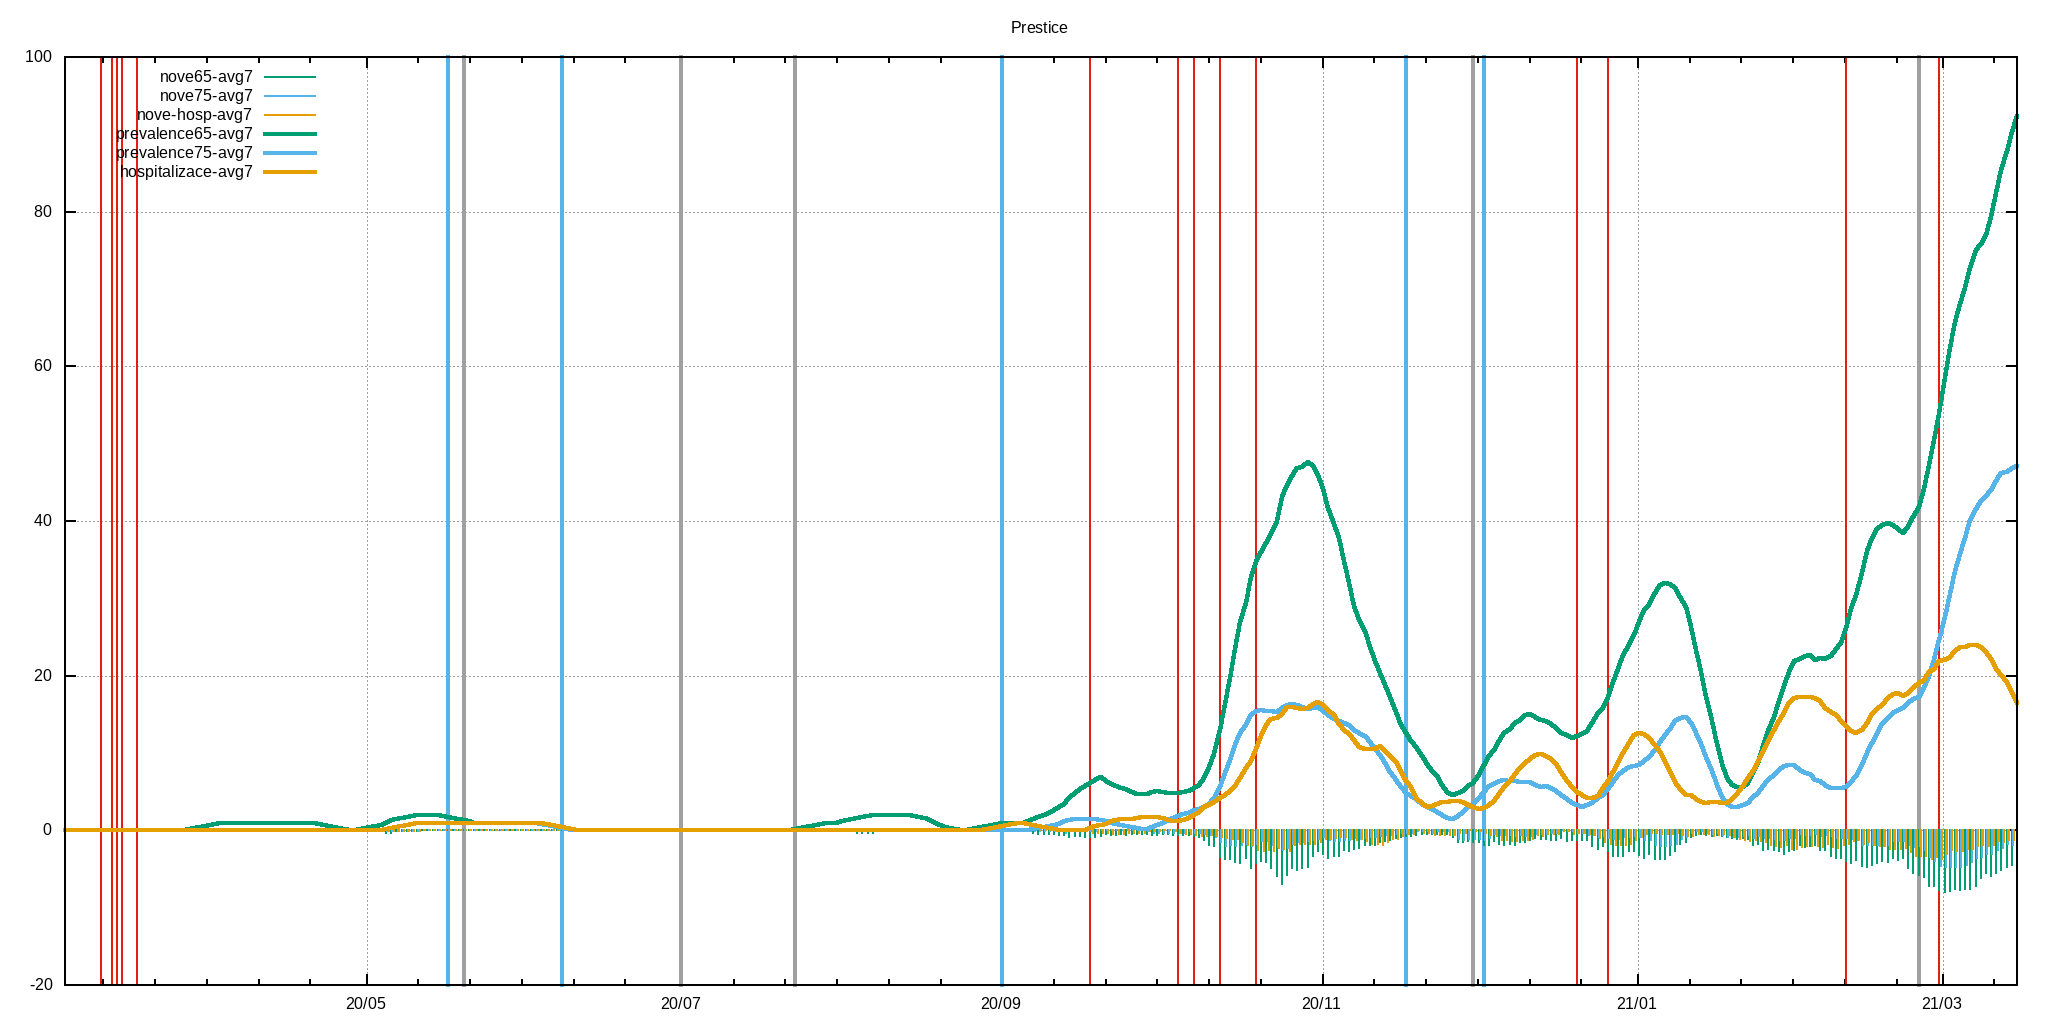 Prestice
100
nove65-avg7
nove75-avg7
nove-hosp-avg7
prevalence65-avg7
prevalence75-avg7
hospitalizace-avg7
80
60
40
20
0
-20
20/05 20/07 20/09 20/11 21/01 21/03